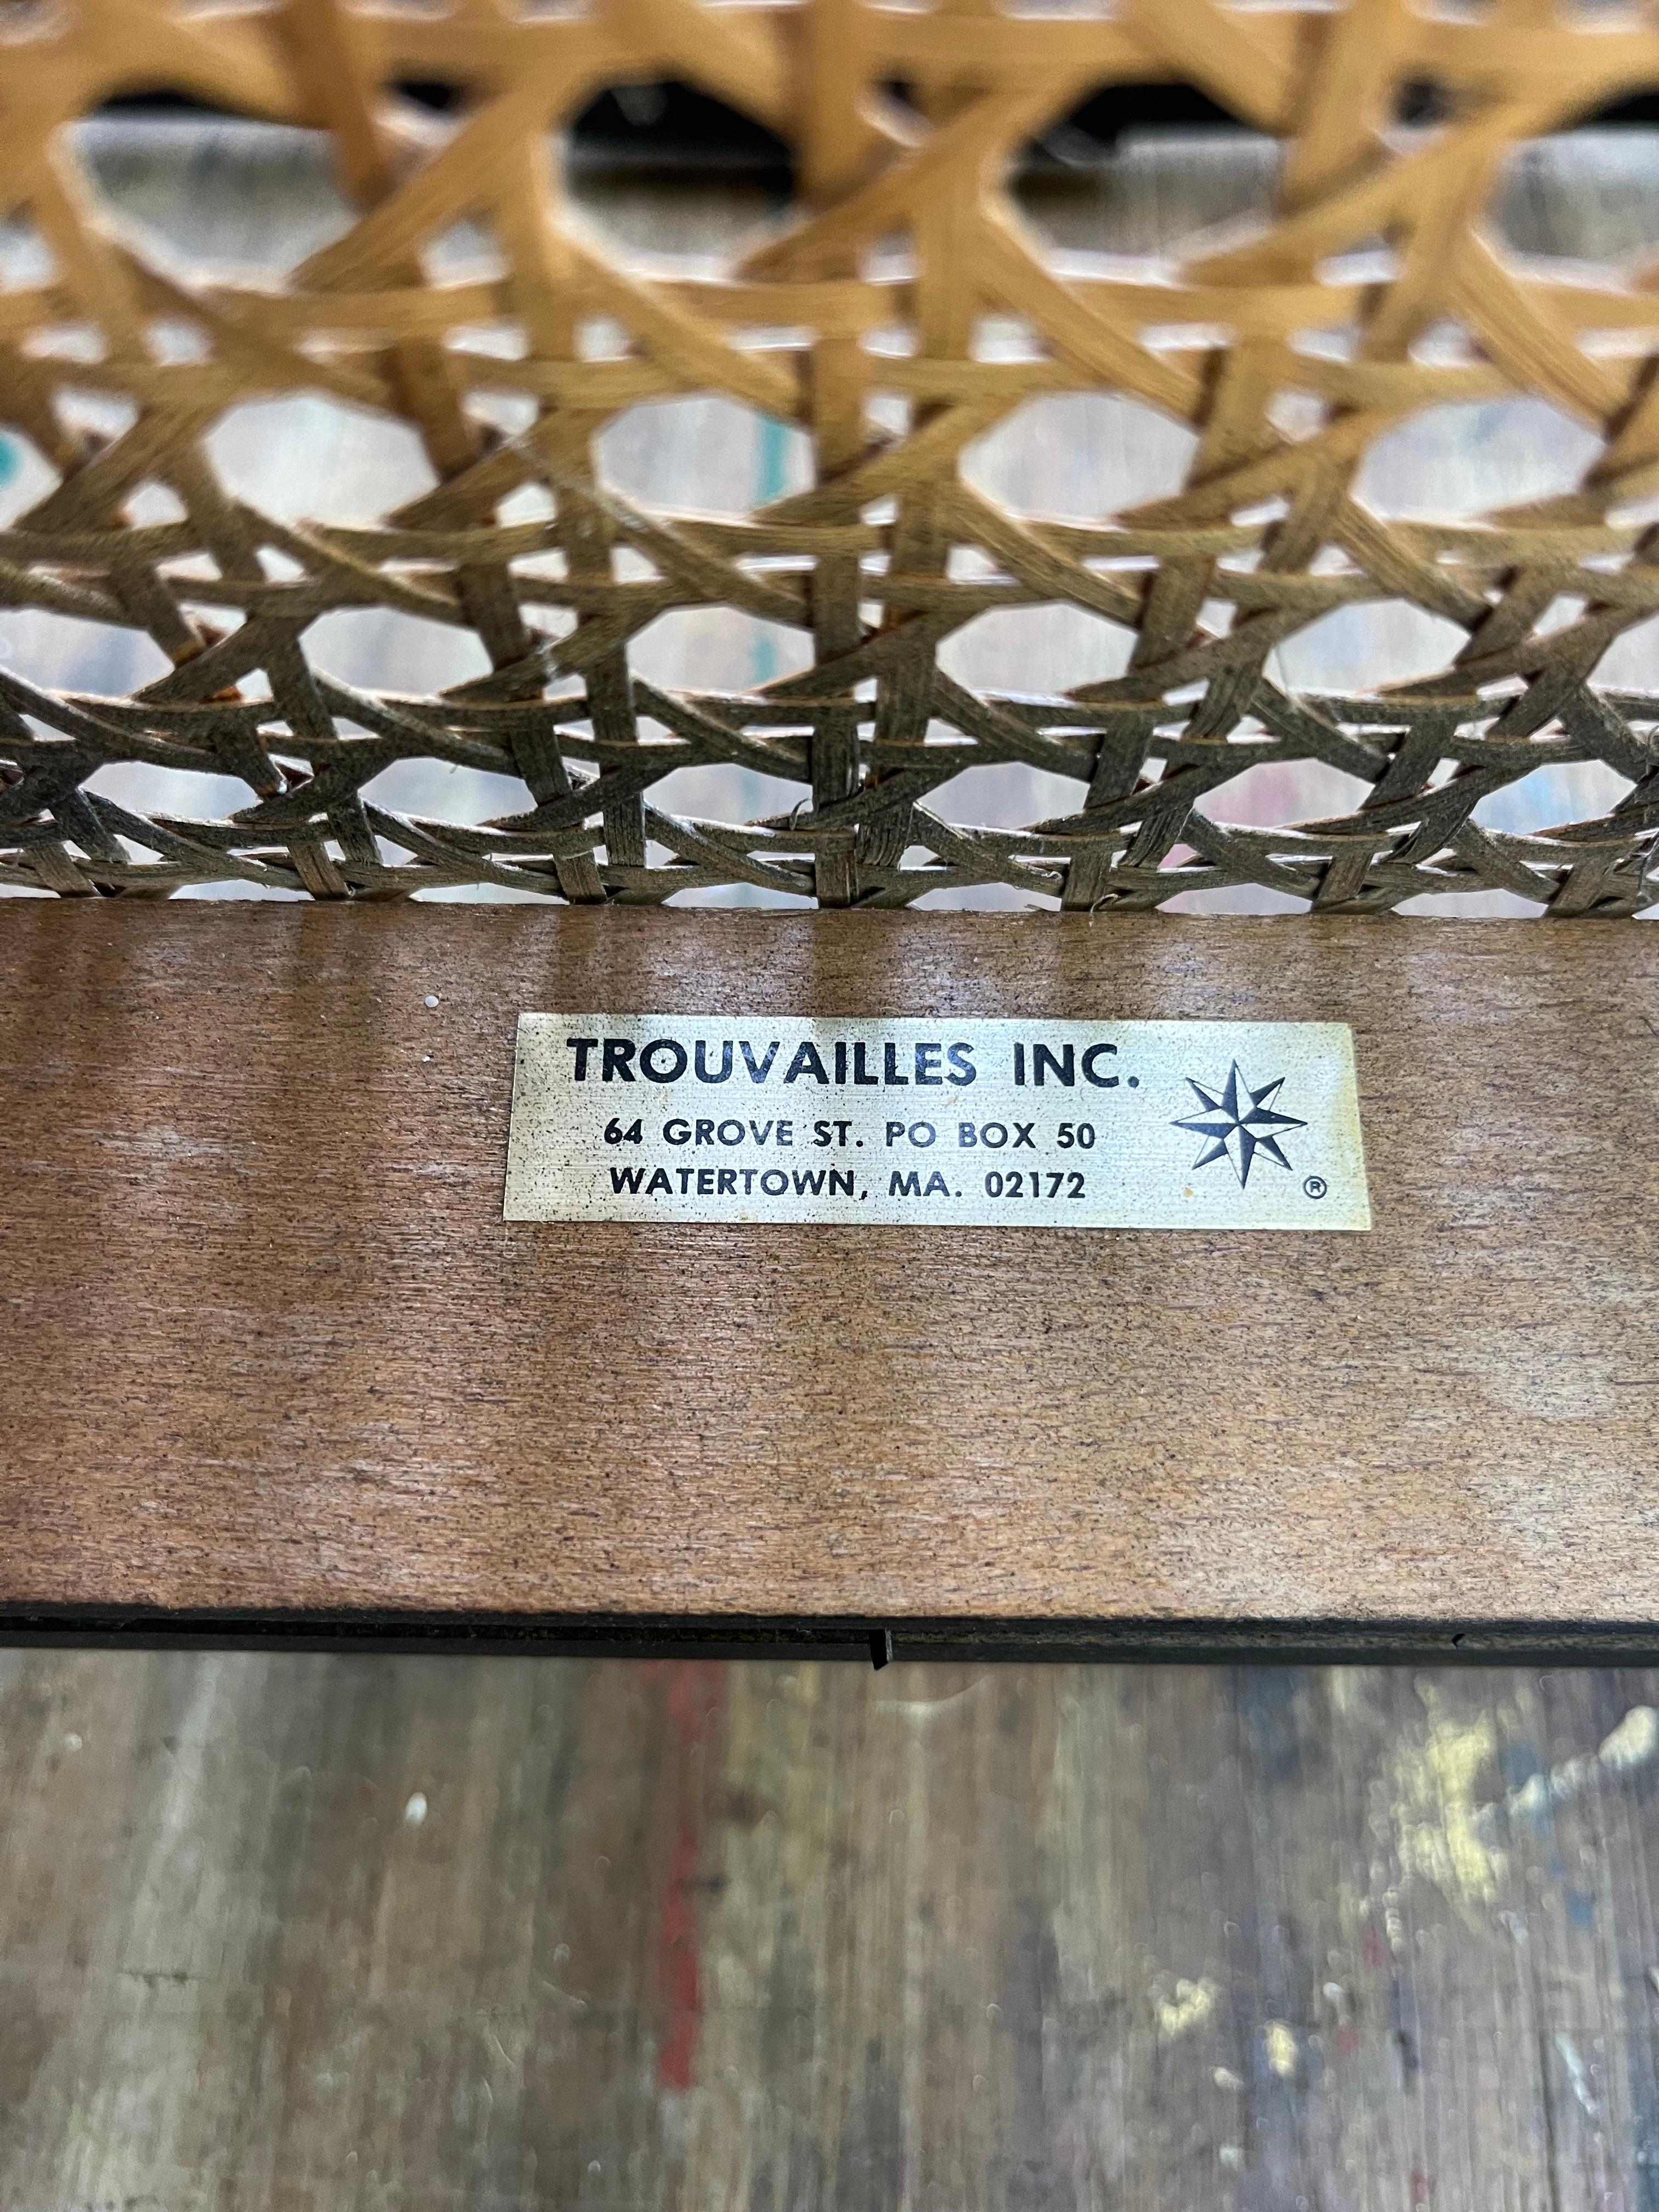 TROUVAILLES INC.
64 GROVE ST. PO BOX 50
WATERTOWN, MA. 02172
®